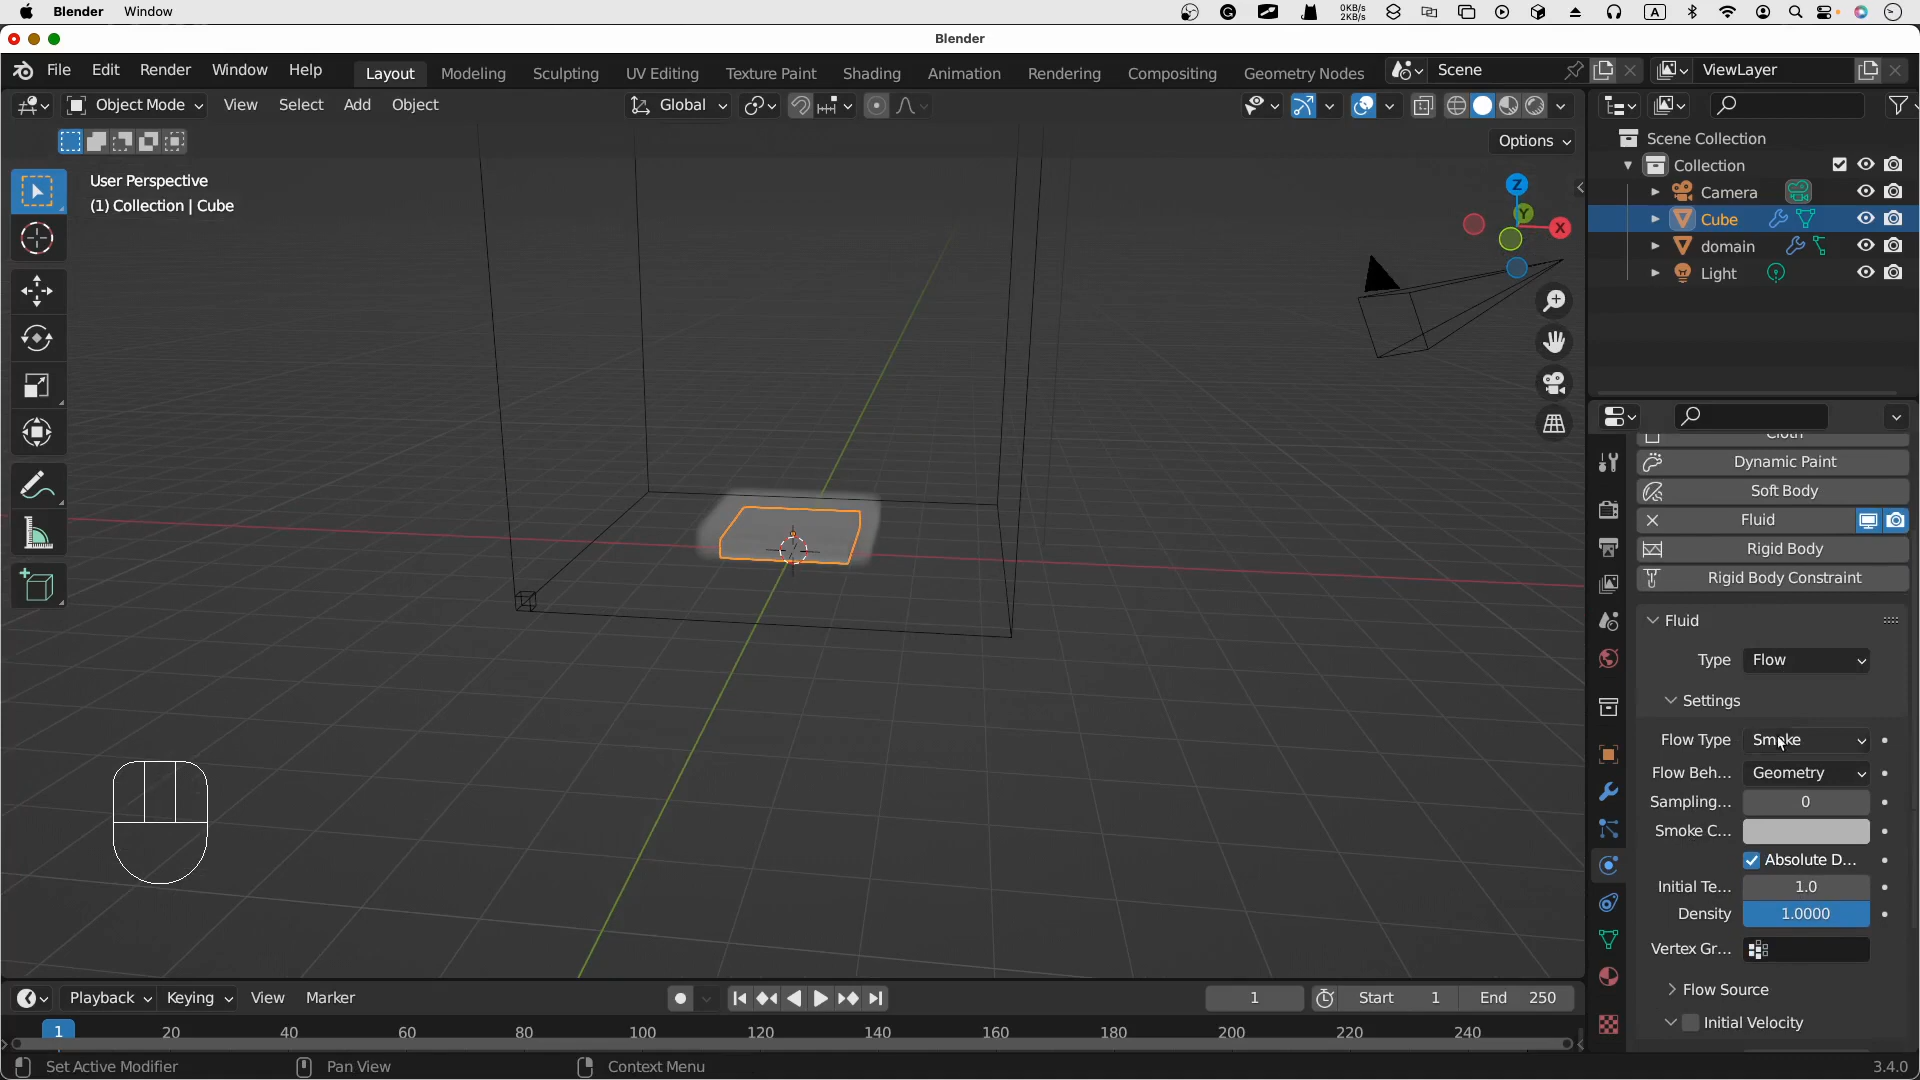 Blender Window 0KB/s A
2KB/s
Blender
File Edit Render Window Help Layout Modeling Sculpting UV Editing Texture Paint Shading Animation Rendering Compositing Geometry Nodes Scene ViewLayer
Object Mode View Select Add Object Global
Options
User Perspective
(1) Collection | Cube
Z
Y
X
Scene Collection
Collection
Camera
Cube
domain
Light
Cloth
Dynamic Paint
Soft Body
Fluid
Rigid Body
Rigid Body Constraint
Fluid
Type Flow
Settings
Flow Type Smoke
Flow Beh... Geometry
Sampling... 0
Smoke C...
Absolute D...
Initial Te... 1.0
Density 1.0000
Vertex Gr...
Flow Source
Initial Velocity
Playback Keying View Marker 1 Start 1 End 250
1 20 40 60 80 100 120 140 160 180 200 220 240
Set Active Modifier Pan View Context Menu 3.4.0